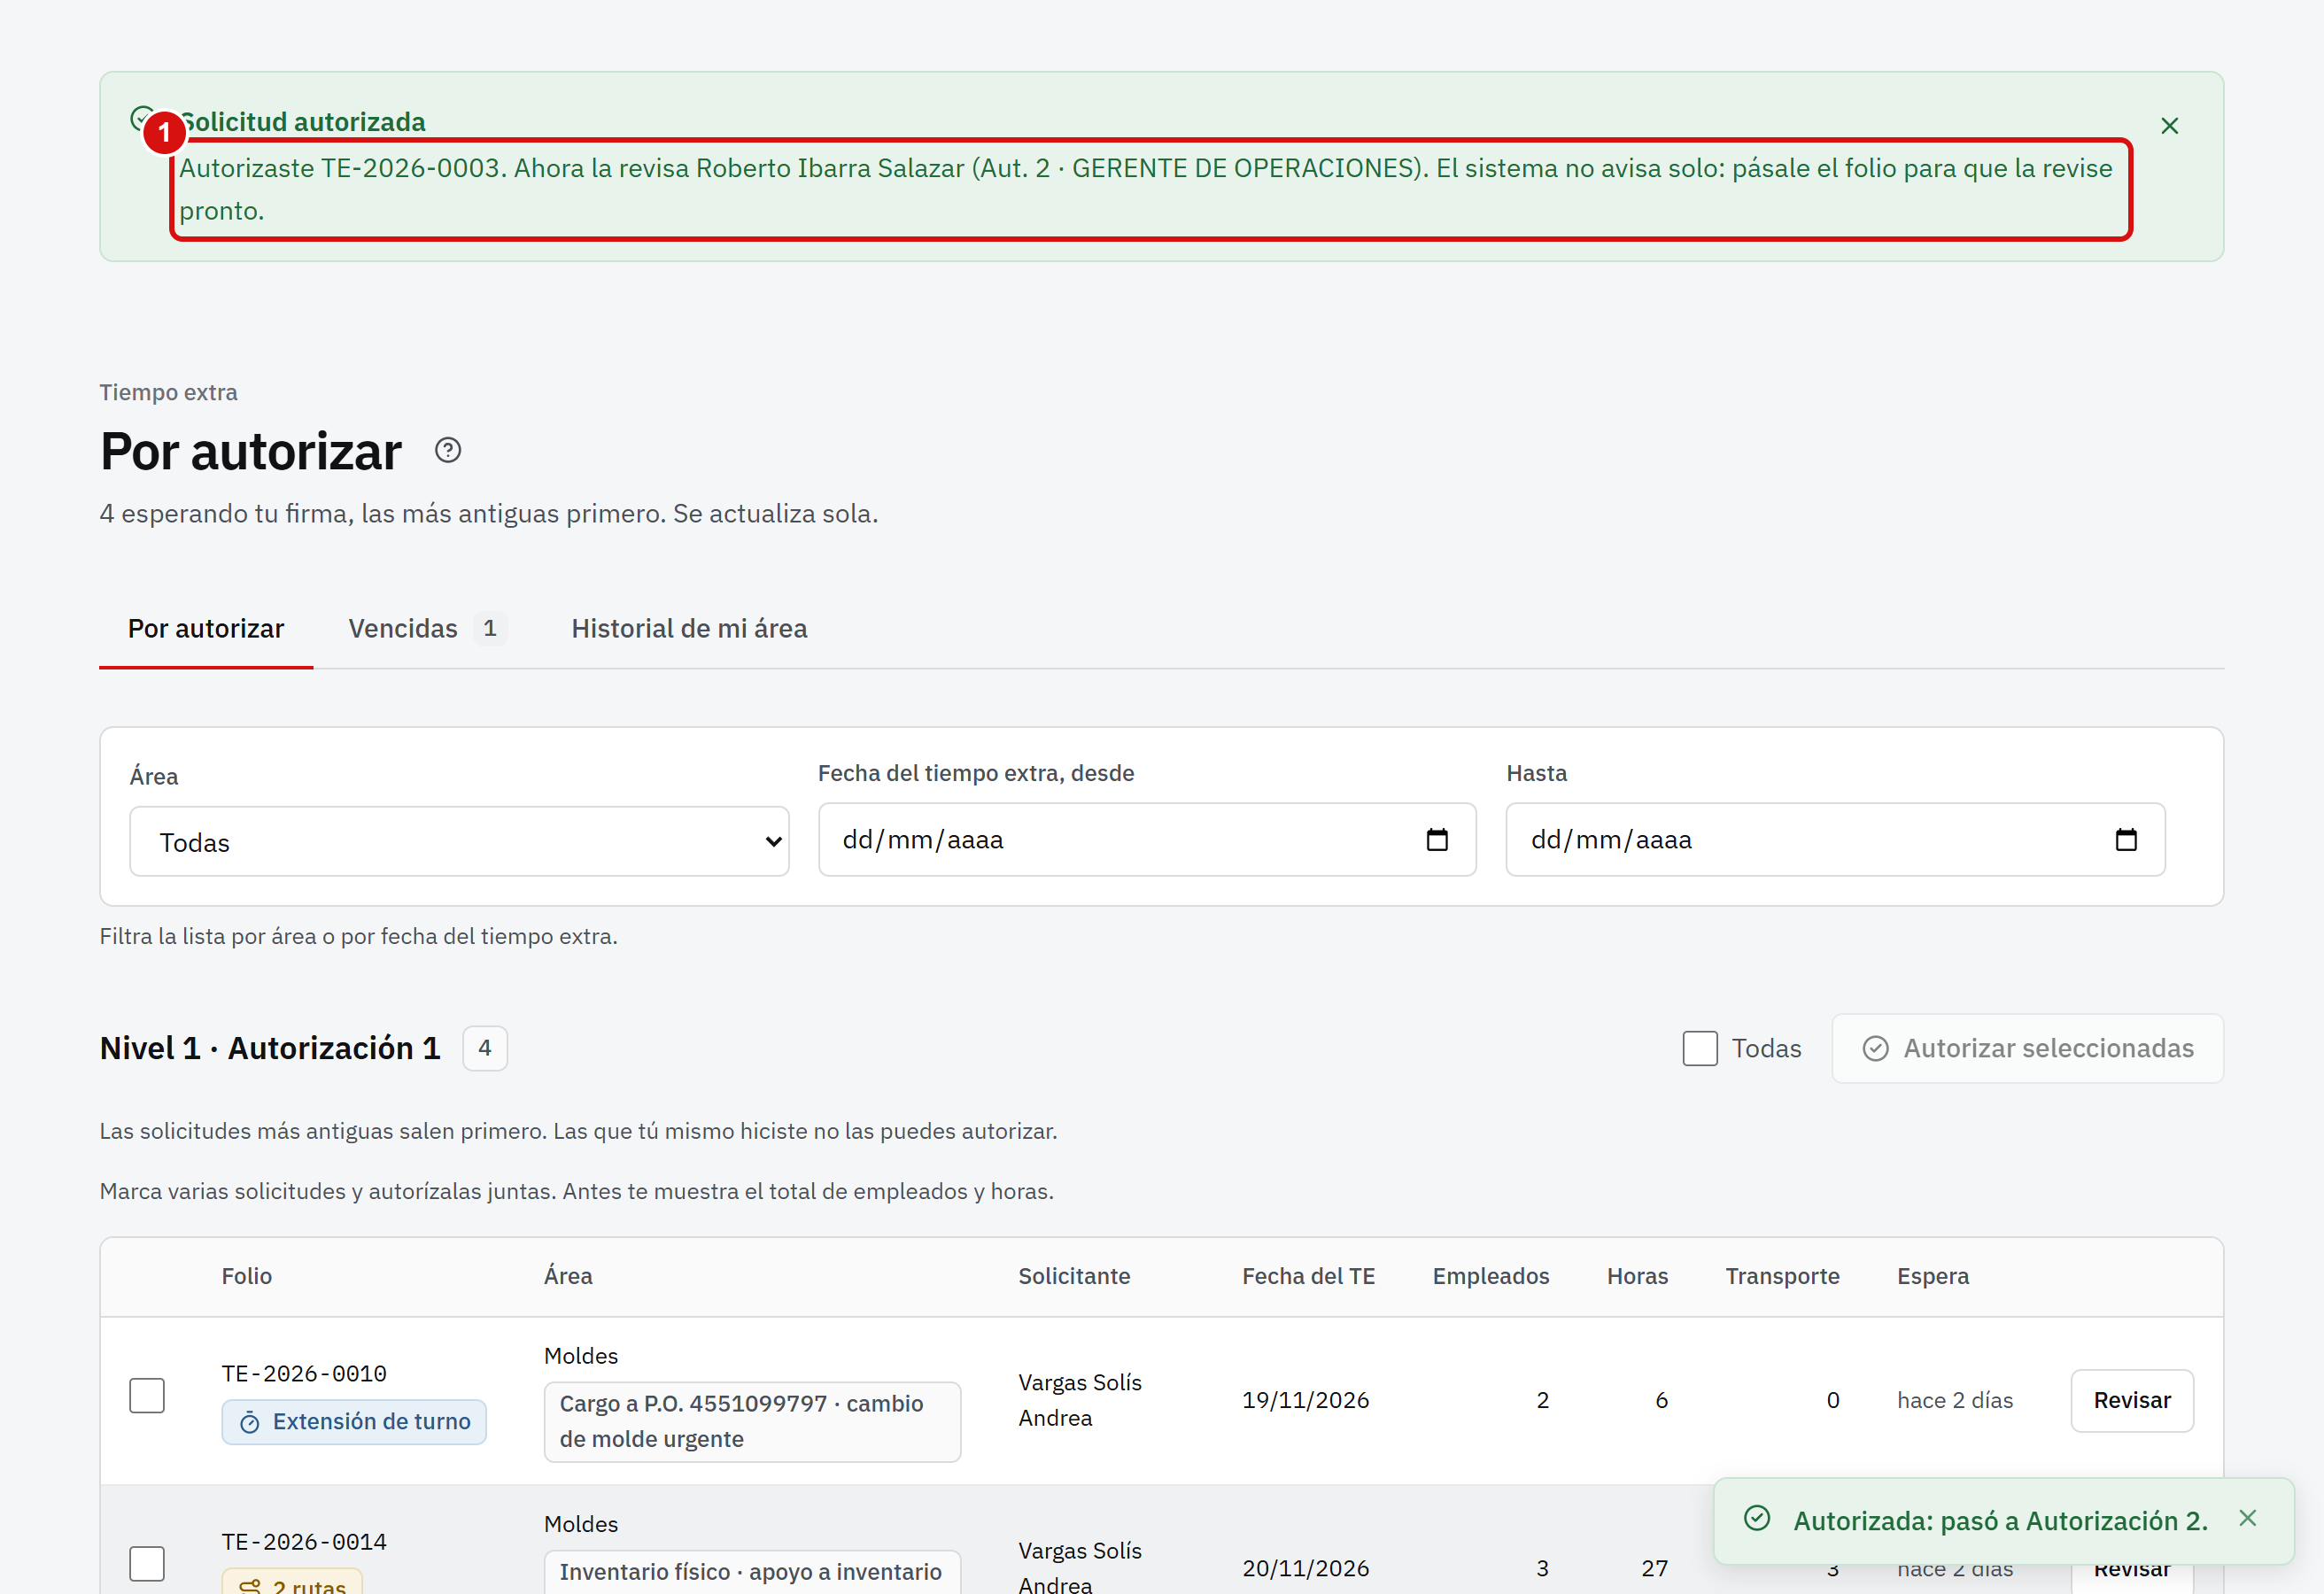 Solicitud autorizada
1
Autorizaste TE-2026-0003. Ahora la revisa Roberto Ibarra Salazar (Aut. 2 · GERENTE DE OPERACIONES). El sistema no avisa solo: pásale el folio para que la revise
pronto.
Tiempo extra
Por autorizar
4 esperando tu firma, las más antiguas primero. Se actualiza sola.
Por autorizar Vencidas 1 Historial de mi área
Área Fecha del tiempo extra, desde Hasta
Todas dd/mm/aaaa dd/mm/aaaa
Filtra la lista por área o por fecha del tiempo extra.
Nivel 1 · Autorización 1 4 Todas Autorizar seleccionadas
Las solicitudes más antiguas salen primero. Las que tú mismo hiciste no las puedes autorizar.
Marca varias solicitudes y autorízalas juntas. Antes te muestra el total de empleados y horas.
Folio Área Solicitante Fecha del TE Empleados Horas Transporte Espera
TE-2026-0010
Extensión de turno
Moldes
Cargo a P.O. 4551099797 · cambio
de molde urgente
Vargas Solís
Andrea
19/11/2026 2 6 0 hace 2 días Revisar
TE-2026-0014
2 rutas
Moldes
Inventario físico · apoyo a inventario
Vargas Solís
Andrea
20/11/2026 3 27 3 hace 2 días Revisar
Autorizada: pasó a Autorización 2.